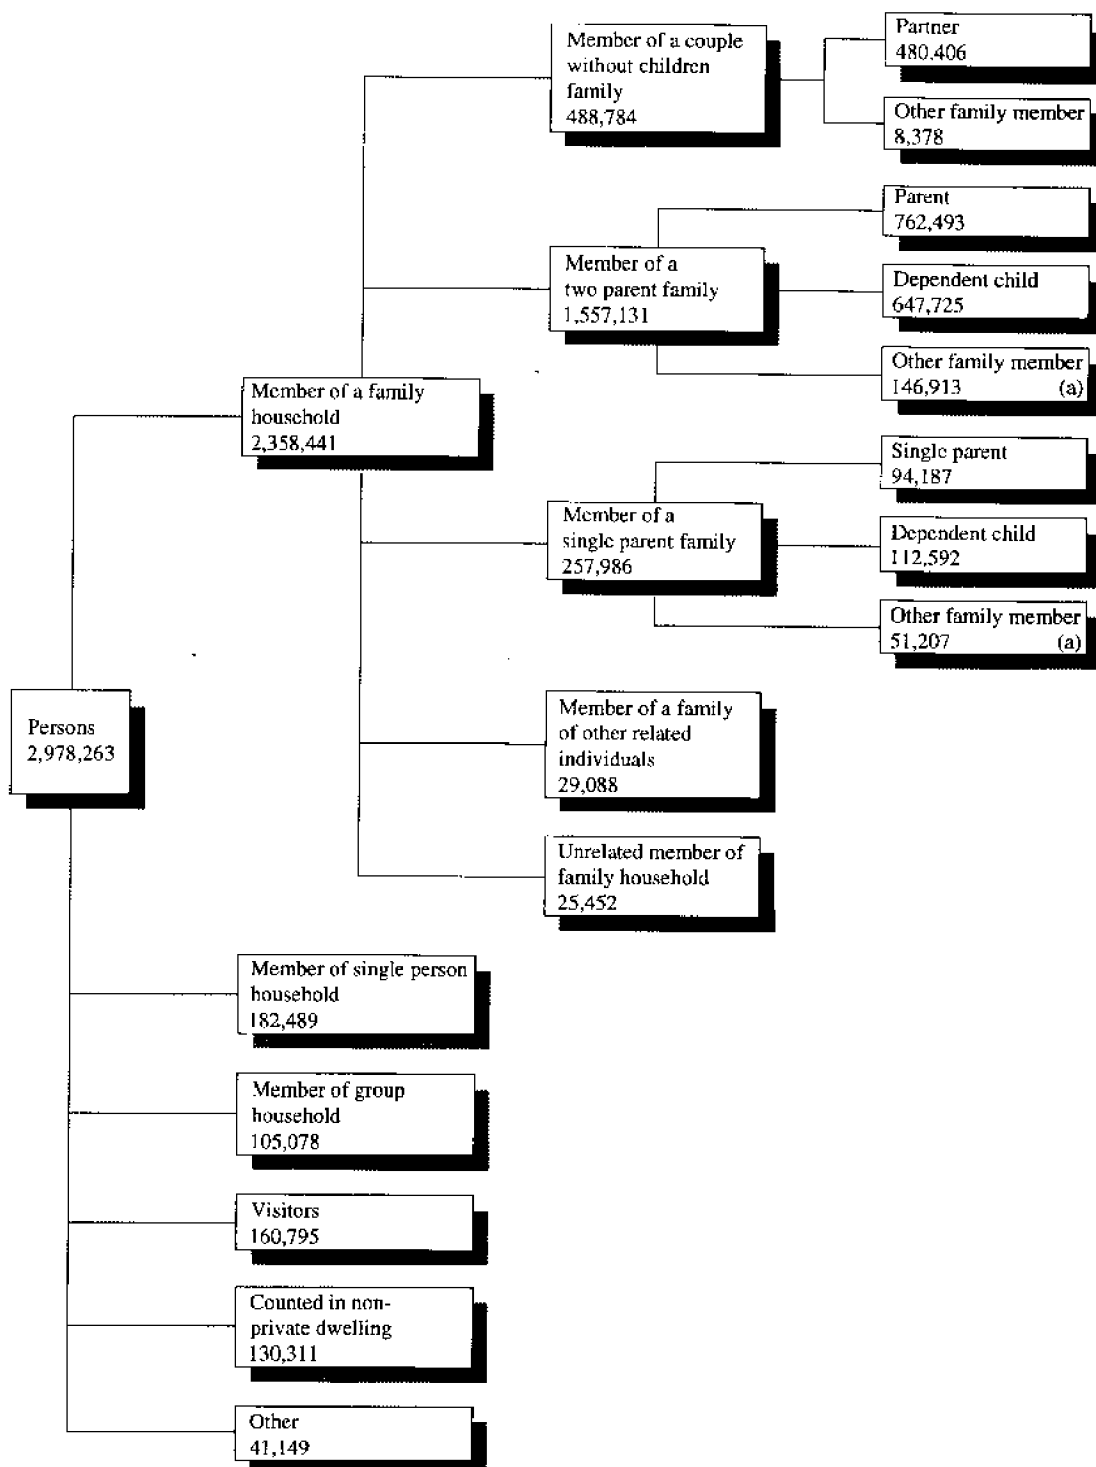 Member of a couple
without children
family
488,784
Partner
480,406
Other family member
8,378
Member of a
two parent family
1,557,131
Parent
762,493
Dependent child
647,725
Other family member
146,913 (a)
Member of a family
household
2,358,441
Member of a
single parent family
257,986
Single parent
94,187
Dependent child
112,592
Other family member
51,207 (a)
Persons
2,978,263
Member of a family
of other related
individuals
29,088
Unrelated member of
family household
25,452
Member of single person
household
182,489
Member of group
household
105,078
Visitors
160,795
Counted in non-
private dwelling
130,311
Other
41,149